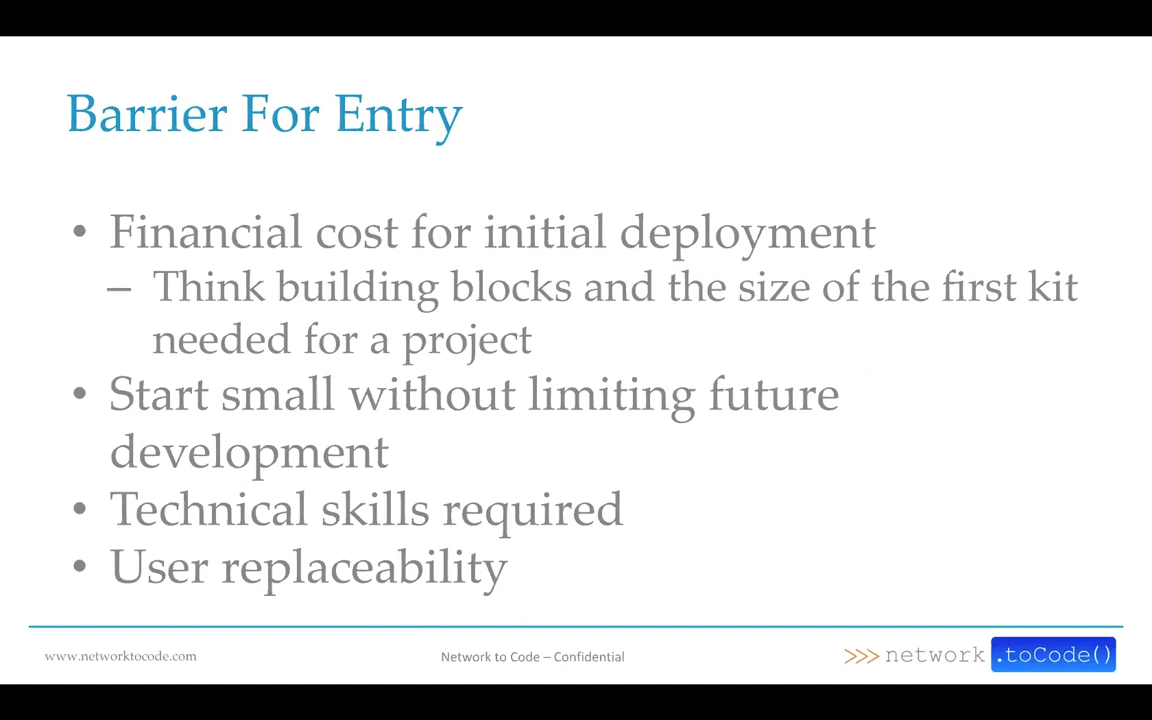 Barrier For Entry
• Financial cost for initial deployment
– Think building blocks and the size of the first kit
needed for a project
• Start small without limiting future
development
• Technical skills required
• User replaceability
www.networktocode.com
Network to Code – Confidential
>>> network .toCode()